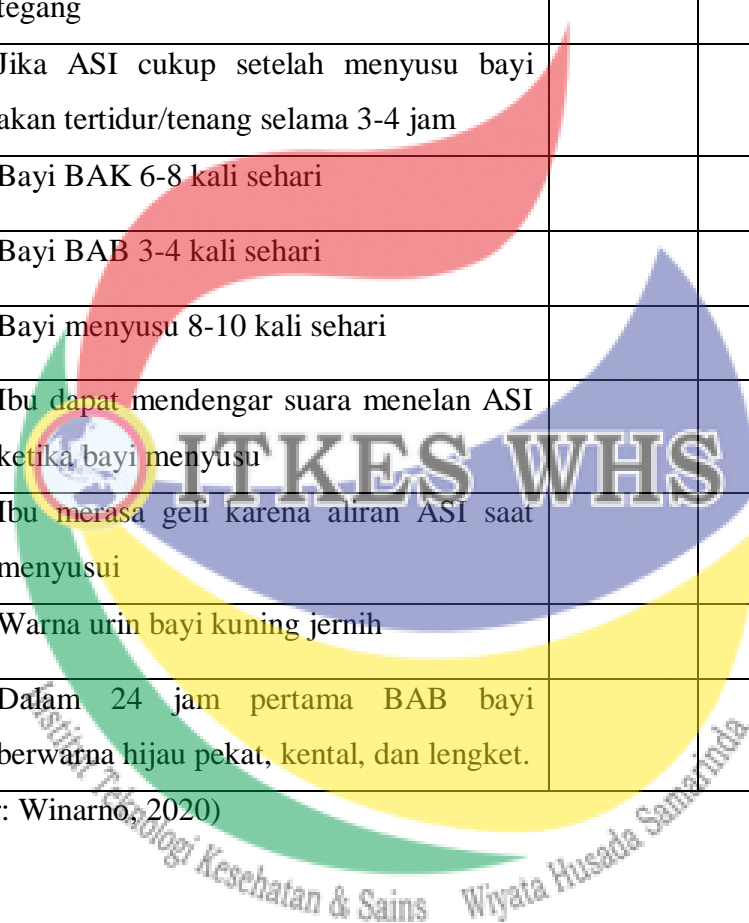 tegang
Jika ASI cukup setelah menyusu bayi
akan tertidur/tenang selama 3-4 jam
Bayi BAK 6-8 kali sehari
Bayi BAB 3-4 kali sehari
Bayi menyusu 8-10 kali sehari
Ibu dapat mendengar suara menelan ASI
ketika bayi menyusu
ITKES WHS
Ibu merasa geli karena aliran ASI saat
menyusui
Warna urin bayi kuning jernih
Dalam 24 jam pertama BAB bayi
berwarna hijau pekat, kental, dan lengket.
: Winarno, 2020)
Institut Teknologi Kesehatan & Sains Wiyata Husada Samarinda